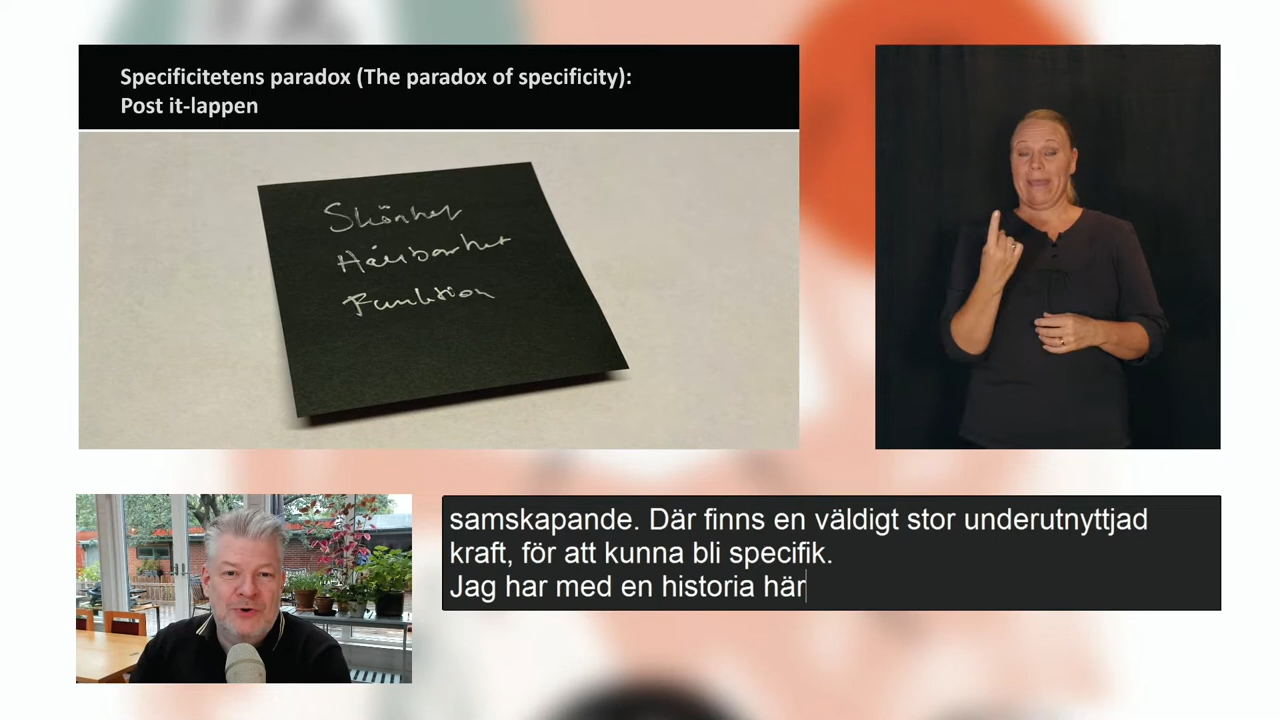 Specificitetens paradox (The paradox of specificity):
Post it-lappen
Skönhet
Hållbarhet
Funktion
samskapande. Där finns en väldigt stor underutnyttjad
kraft, för att kunna bli specifik.
Jag har med en historia här